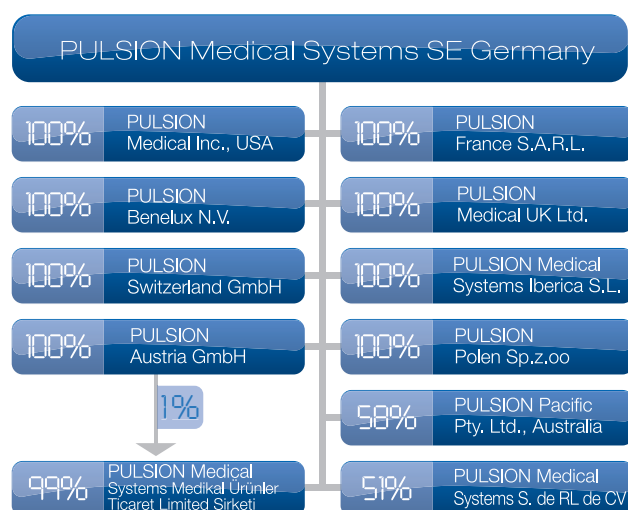 PULSION Medical Systems SE Germany
100%
PULSION
Medical Inc., USA
100%
PULSION
France S.A.R.L.
100%
PULSION
Benelux N.V.
100%
PULSION
Medical UK Ltd.
100%
PULSION
Switzerland GmbH
100%
PULSION Medical
Systems Iberica S.L.
100%
PULSION
Austria GmbH
100%
PULSION
Polen Sp.z.oo
1%
58%
PULSION Pacific
Pty. Ltd., Australia
99%
PULSION Medical
Systems Medikal Ürünler
Ticaret Limited Sirketi
51%
PULSION Medical
Systems S. de RL de CV